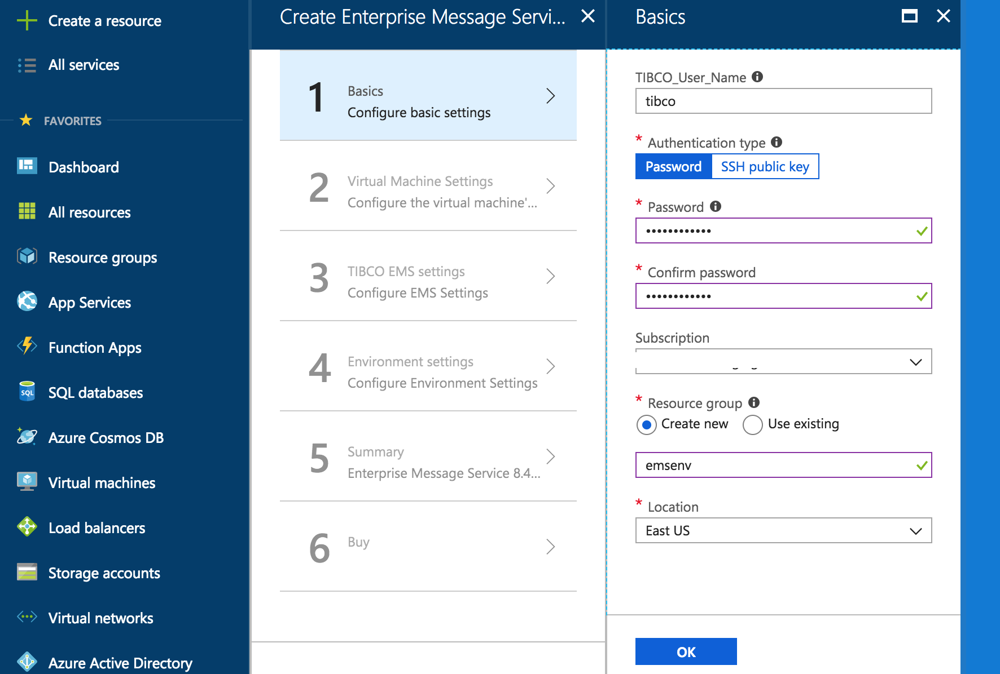 Create a resource
All services
FAVORITES
Dashboard
All resources
Resource groups
App Services
Function Apps
SQL
SQL databases
Azure Cosmos DB
Virtual machines
Load balancers
Storage accounts
Virtual networks
Azure Active Directory
Create Enterprise Message Servi...
1
Basics
Configure basic settings
2
Virtual Machine Settings
Configure the virtual machine'...
3
TIBCO EMS settings
Configure EMS Settings
4
Environment settings
Configure Environment Settings
5
Summary
Enterprise Message Service 8.4...
6
Buy
Basics
TIBCO_User_Name
tibco
* Authentication type
Password SSH public key
* Password
••••••••••••
* Confirm password
••••••••••••
Subscription
* Resource group
Create new Use existing
emsenv
* Location
East US
OK